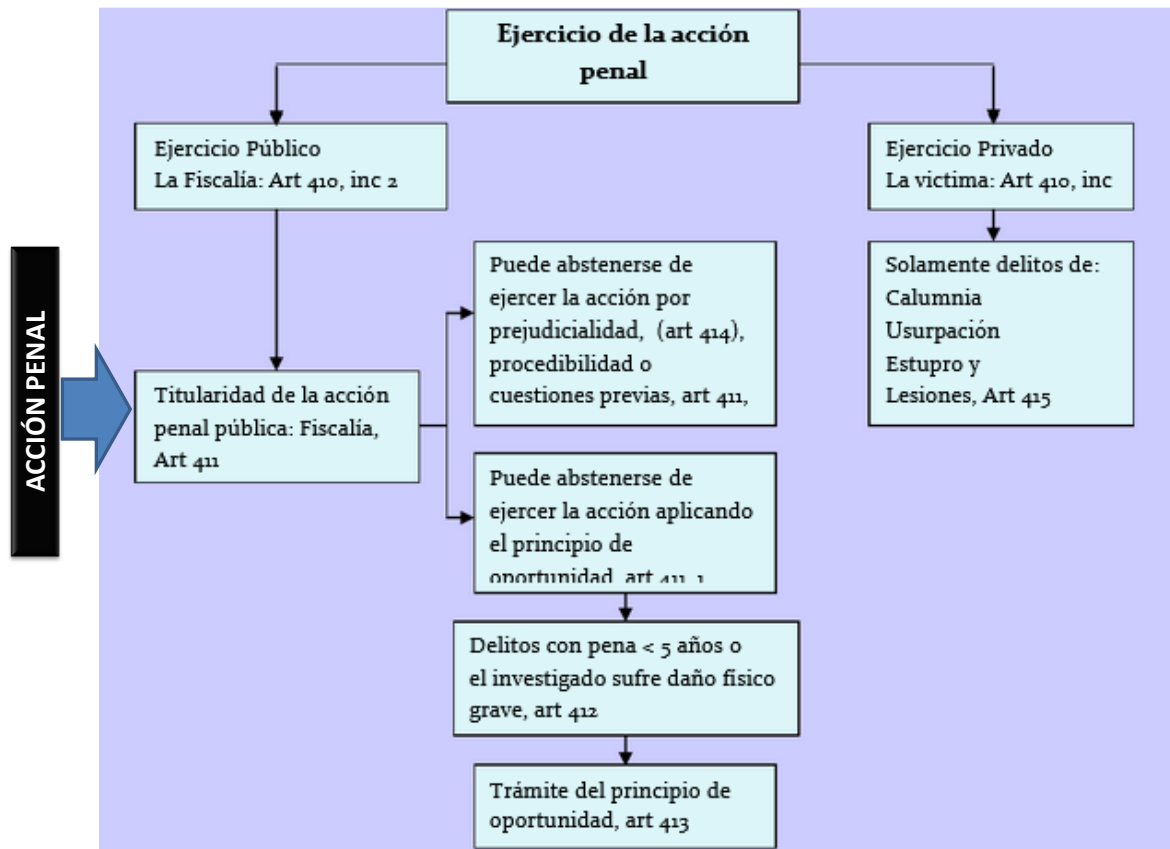 ACCIÓN PENAL
Ejercicio de la acción
penal
Ejercicio Público
La Fiscalía: Art 410, inc 2
Ejercicio Privado
La victima: Art 410, inc
Puede abstenerse de
ejercer la acción por
prejudicialidad, (art 414),
procedibilidad o
cuestiones previas, art 411,
Solamente delitos de:
Calumnia
Usurpación
Estupro y
Lesiones, Art 415
Titularidad de la acción
penal pública: Fiscalía,
Art 411
Puede abstenerse de
ejercer la acción aplicando
el principio de
oportunidad, art 411, 1
Delitos con pena < 5 años o
el investigado sufre daño físico
grave, art 412
Trámite del principio de
oportunidad, art 413